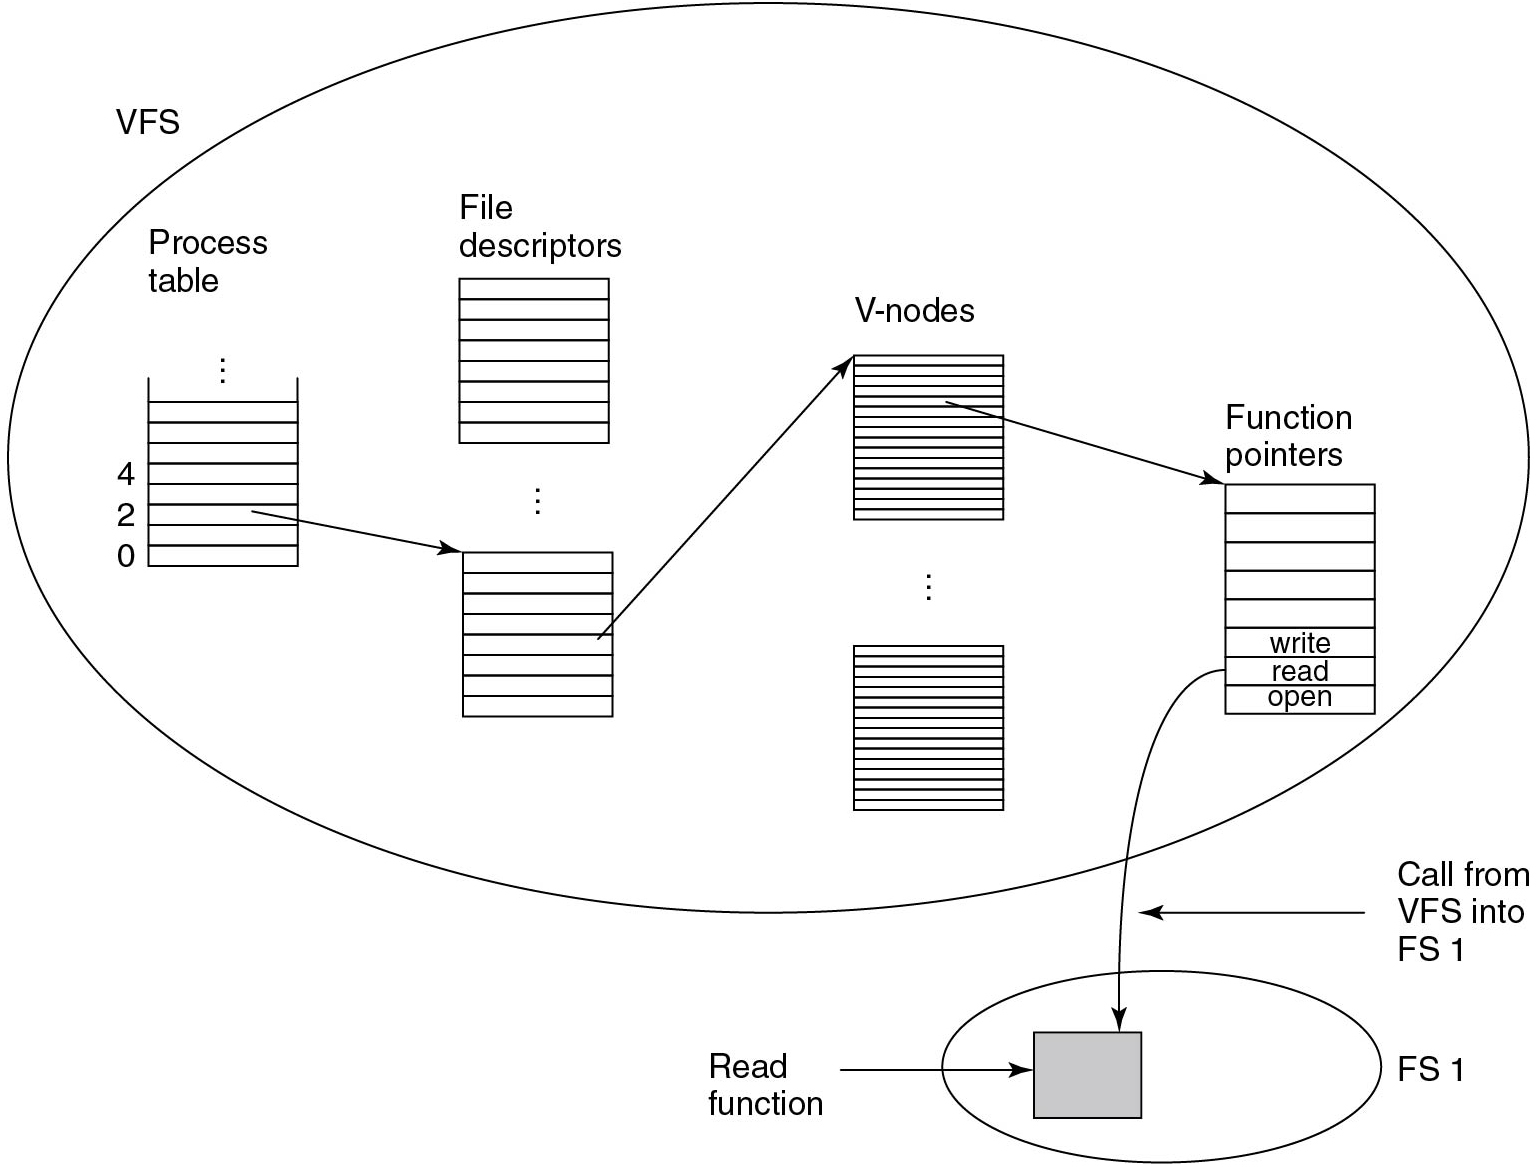 VFS
Process
table
⋮
4
2
0
File
descriptors
⋮
V-nodes
⋮
Function
pointers
write
read
open
Call from
VFS into
FS 1
Read
function
FS 1